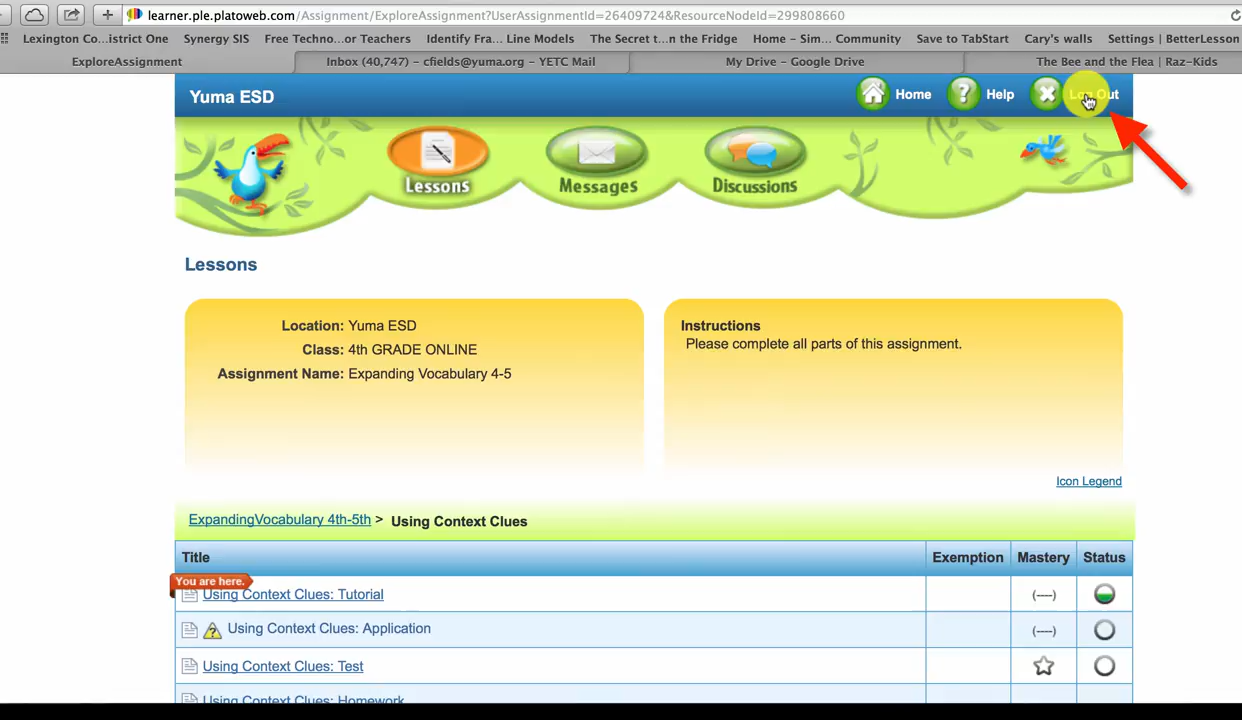 learner.ple.platoweb.com/Assignment/ExploreAssignment?UserAssignmentId=26409724&ResourceNodeId=299808660
Lexington Co...istrict One Synergy SIS Free Techno...or Teachers Identify Fra... Line Models The Secret t...n the Fridge Home - Sim... Community Save to TabStart Cary's walls Settings | BetterLesson
ExploreAssignment Inbox (40,747) - cfields@yuma.org - YETC Mail My Drive - Google Drive The Bee and the Flea | Raz-Kids
Yuma ESD Home ? Help Log Out
Lessons Messages Discussions
Lessons
Location: Yuma ESD
Class: 4th GRADE ONLINE
Assignment Name: Expanding Vocabulary 4-5
Instructions
Please complete all parts of this assignment.
Icon Legend
ExpandingVocabulary 4th-5th > Using Context Clues
Title Exemption Mastery Status
You are here.
Using Context Clues: Tutorial (----)
? Using Context Clues: Application (----)
Using Context Clues: Test
Using Context Clues: Homework